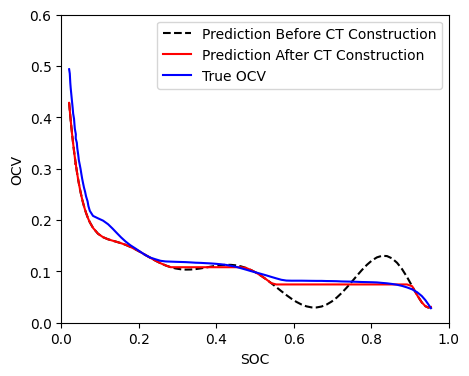 0.6
0.5
0.4
0.3
0.2
0.1
0.0
OCV
Prediction Before CT Construction
Prediction After CT Construction
True OCV
0.0 0.2 0.4 0.6 0.8 1.0
SOC